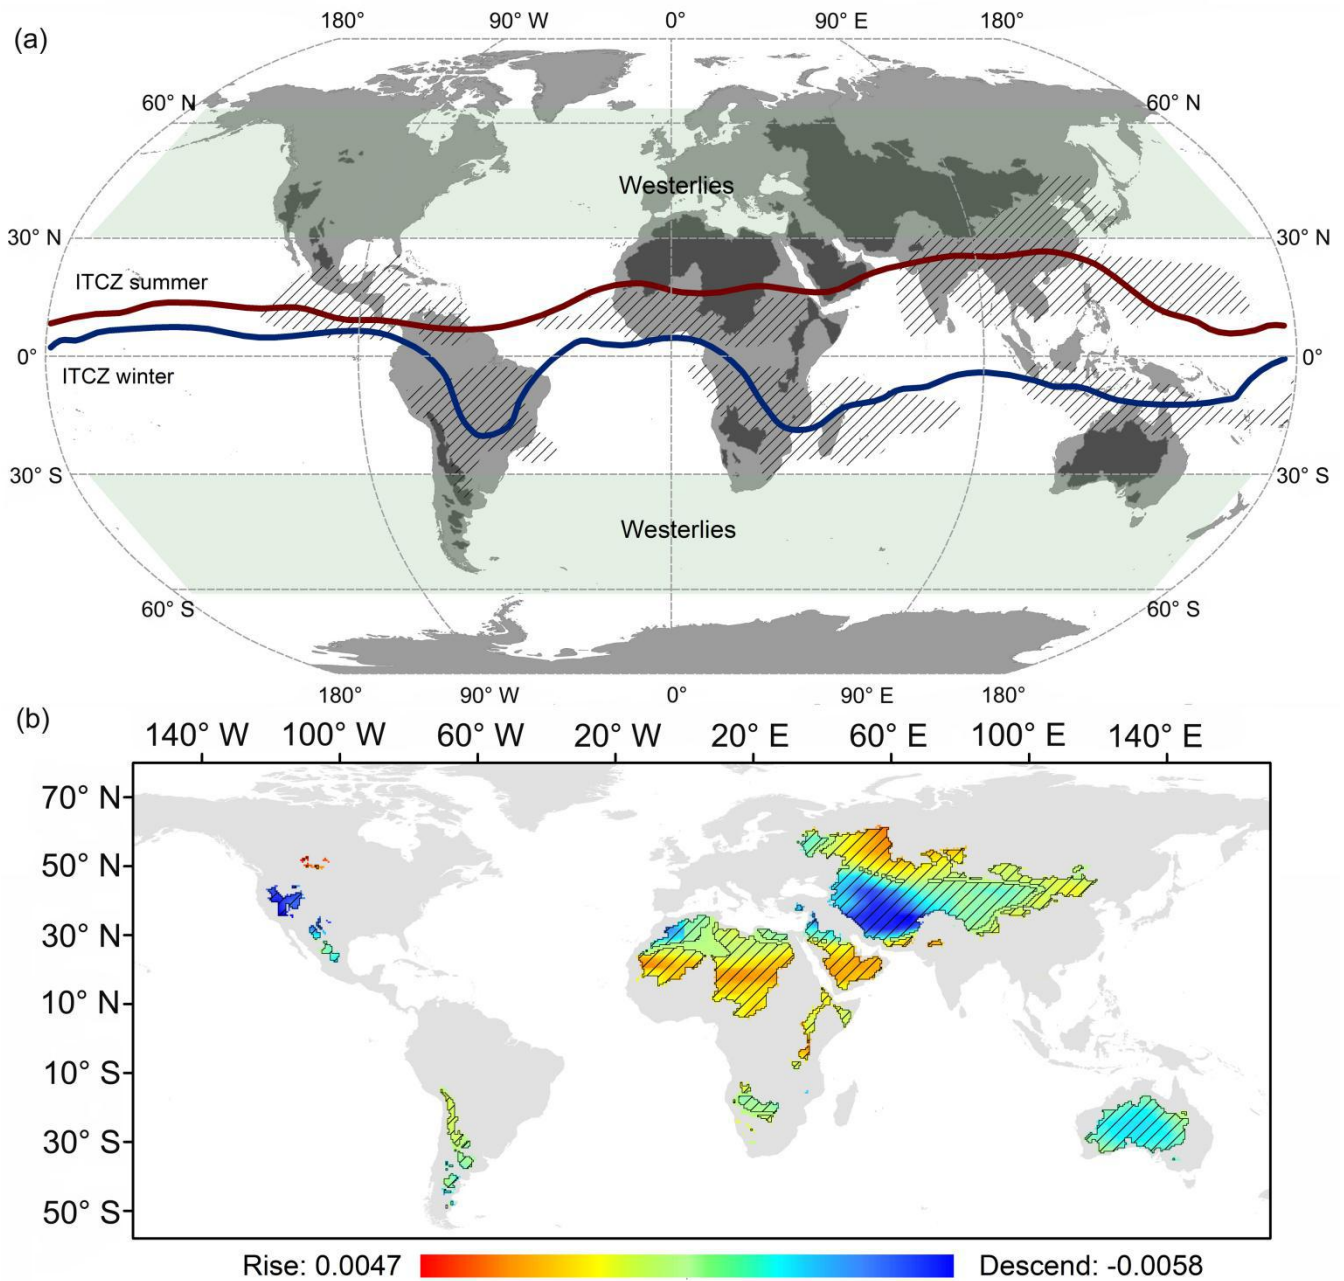 (a)
180° 90° W 0° 90° E 180°
60° N 60° N
Westerlies
30° N 30° N
ITCZ summer
0° 0°
ITCZ winter
30° S 30° S
Westerlies
60° S 60° S
180° 90° W 0° 90° E 180°
(b)
140° W 100° W 60° W 20° W 20° E 60° E 100° E 140° E
70° N
50° N
30° N
10° N
10° S
30° S
50° S
Rise: 0.0047 Descend: -0.0058